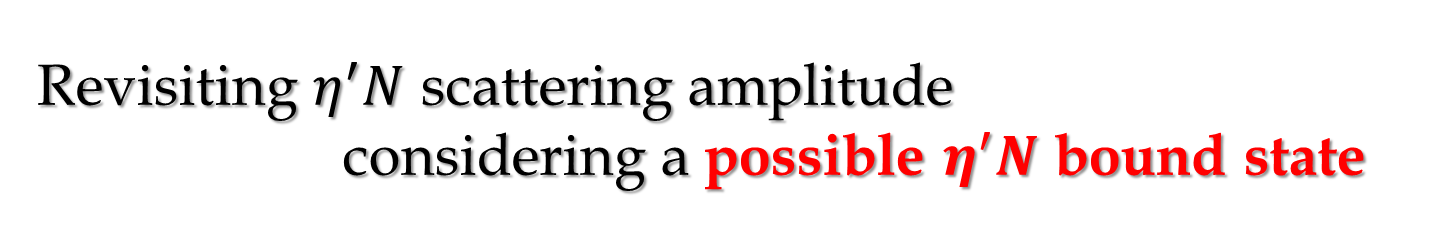 Revisiting η′N scattering amplitude
considering a possible η′N bound state